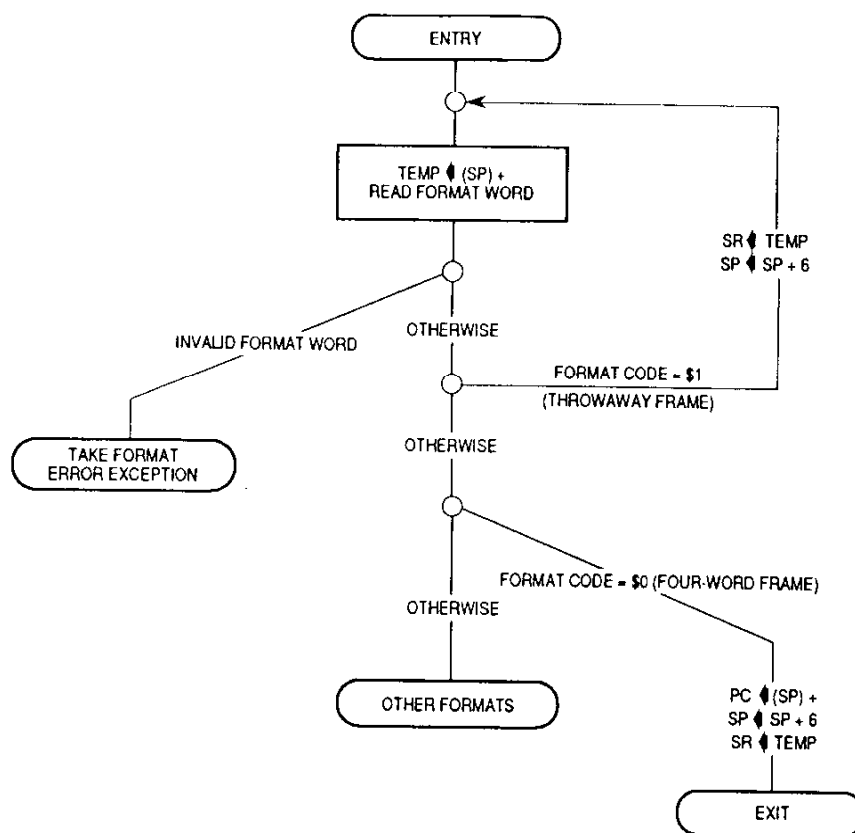 ENTRY
TEMP ◀ (SP) +
READ FORMAT WORD
SR ◀ TEMP
SP ◀ SP + 6
INVALID FORMAT WORD
OTHERWISE
FORMAT CODE = $1
(THROWAWAY FRAME)
TAKE FORMAT
ERROR EXCEPTION
OTHERWISE
FORMAT CODE = $0 (FOUR-WORD FRAME)
OTHERWISE
OTHER FORMATS
PC ◀ (SP) +
SP ◀ SP + 6
SR ◀ TEMP
EXIT